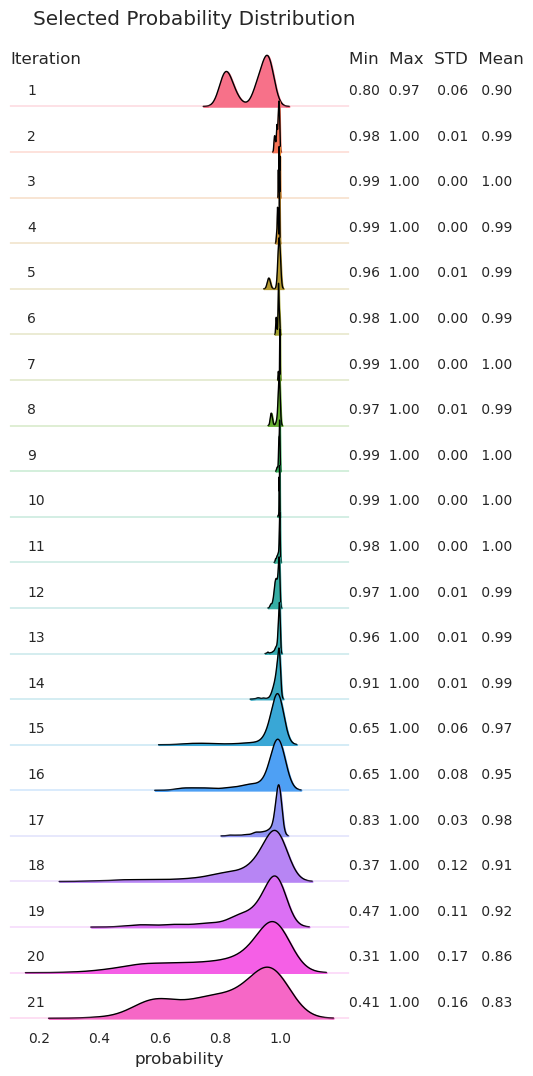 Selected Probability Distribution
Iteration Min Max STD Mean
1 0.80 0.97 0.06 0.90
2 0.98 1.00 0.01 0.99
3 0.99 1.00 0.00 1.00
4 0.99 1.00 0.00 0.99
5 0.96 1.00 0.01 0.99
6 0.98 1.00 0.00 0.99
7 0.99 1.00 0.00 1.00
8 0.97 1.00 0.01 0.99
9 0.99 1.00 0.00 1.00
10 0.99 1.00 0.00 1.00
11 0.98 1.00 0.00 1.00
12 0.97 1.00 0.01 0.99
13 0.96 1.00 0.01 0.99
14 0.91 1.00 0.01 0.99
15 0.65 1.00 0.06 0.97
16 0.65 1.00 0.08 0.95
17 0.83 1.00 0.03 0.98
18 0.37 1.00 0.12 0.91
19 0.47 1.00 0.11 0.92
20 0.31 1.00 0.17 0.86
21 0.41 1.00 0.16 0.83
0.2 0.4 0.6 0.8 1.0
probability